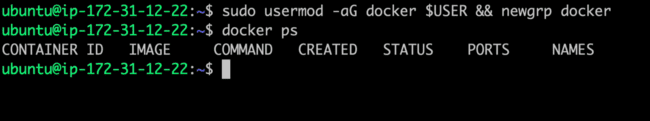 ubuntu@ip-172-31-12-22:~$ sudo usermod -aG docker $USER && newgrp docker
ubuntu@ip-172-31-12-22:~$ docker ps
CONTAINER ID   IMAGE     COMMAND   CREATED   STATUS    PORTS     NAMES
ubuntu@ip-172-31-12-22:~$